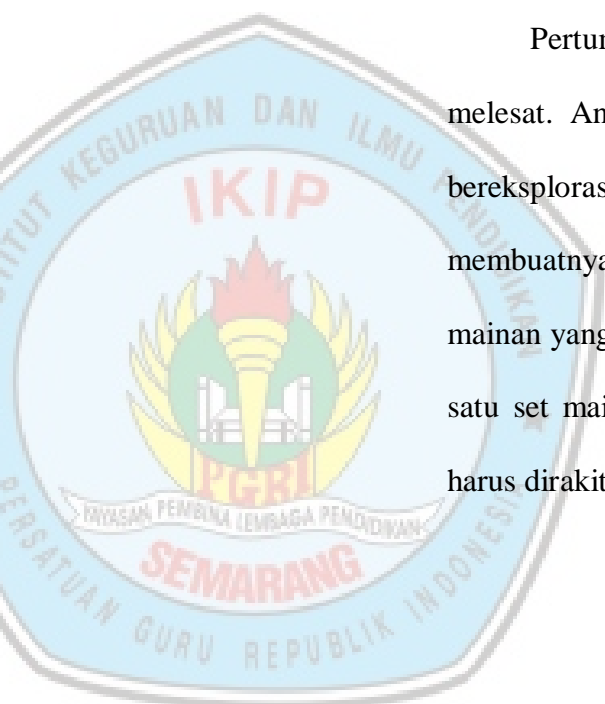 Pertu
melesat. An
bereksploras
membuatnya
mainan yang
satu set mai
harus dirakit
INSTITUT KEGURUAN DAN ILMU PENDIDIKAN
IKIP
PGRI
YAYASAN PEMBINA LEMBAGA PENDIDIKAN
SEMARANG
PERSATUAN GURU REPUBLIK INDONESIA